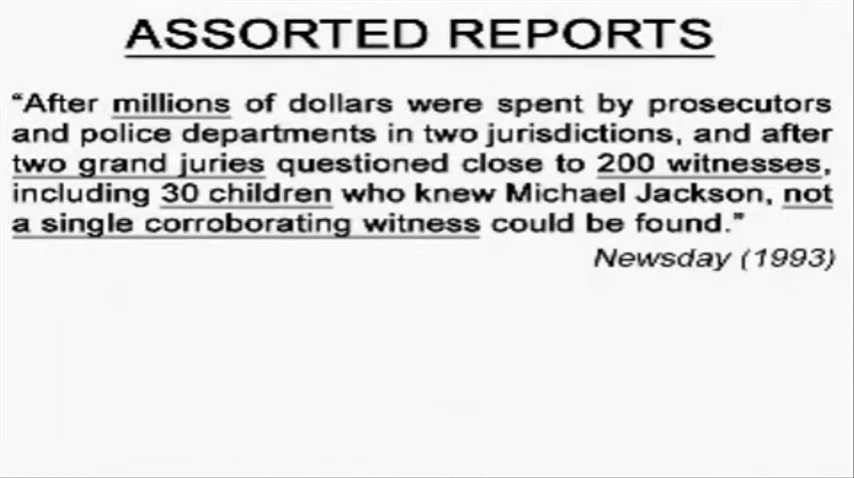 ASSORTED REPORTS
“After millions of dollars were spent by prosecutors
and police departments in two jurisdictions, and after
two grand juries questioned close to 200 witnesses,
including 30 children who knew Michael Jackson, not
a single corroborating witness could be found.”
Newsday (1993)